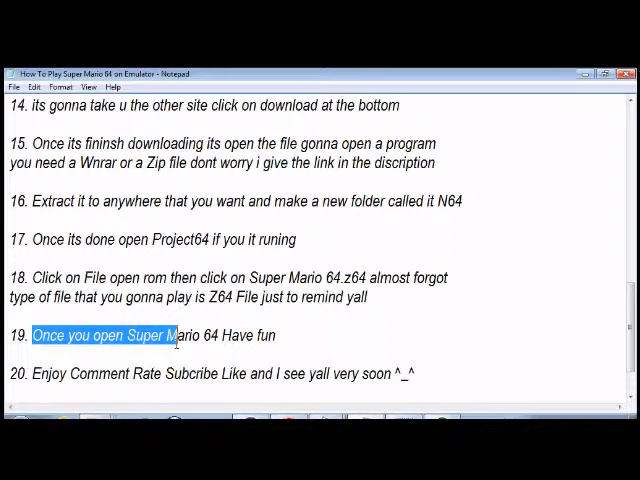 How To Play Super Mario 64 on Emulator - Notepad
File Edit Format View Help
14. its gonna take u the other site click on download at the bottom
15. Once its fininsh downloading its open the file gonna open a program
you need a Wnrar or a Zip file dont worry i give the link in the discription
16. Extract it to anywhere that you want and make a new folder called it N64
17. Once its done open Project64 if you it runing
18. Click on File open rom then click on Super Mario 64.z64 almost forgot
type of file that you gonna play is Z64 File just to remind yall
19. Once you open Super Mario 64 Have fun
20. Enjoy Comment Rate Subcribe Like and I see yall very soon ^_^